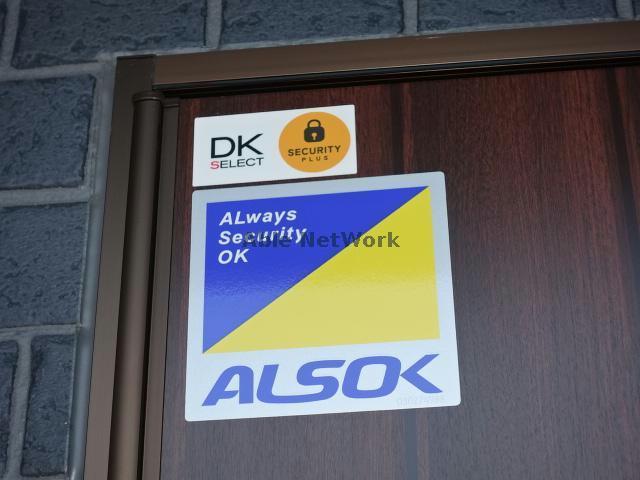 DK
SELECT
SECURITY
PLUS
ALways
Security
OK
Able NetWork
ALSOK